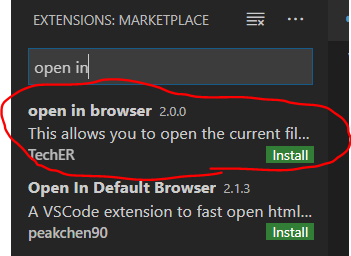 EXTENSIONS: MARKETPLACE
open in
open in browser 2.0.0
This allows you to open the current fil...
TechER Install
Open In Default Browser 2.1.3
A VSCode extension to fast open html...
peakchen90 Install